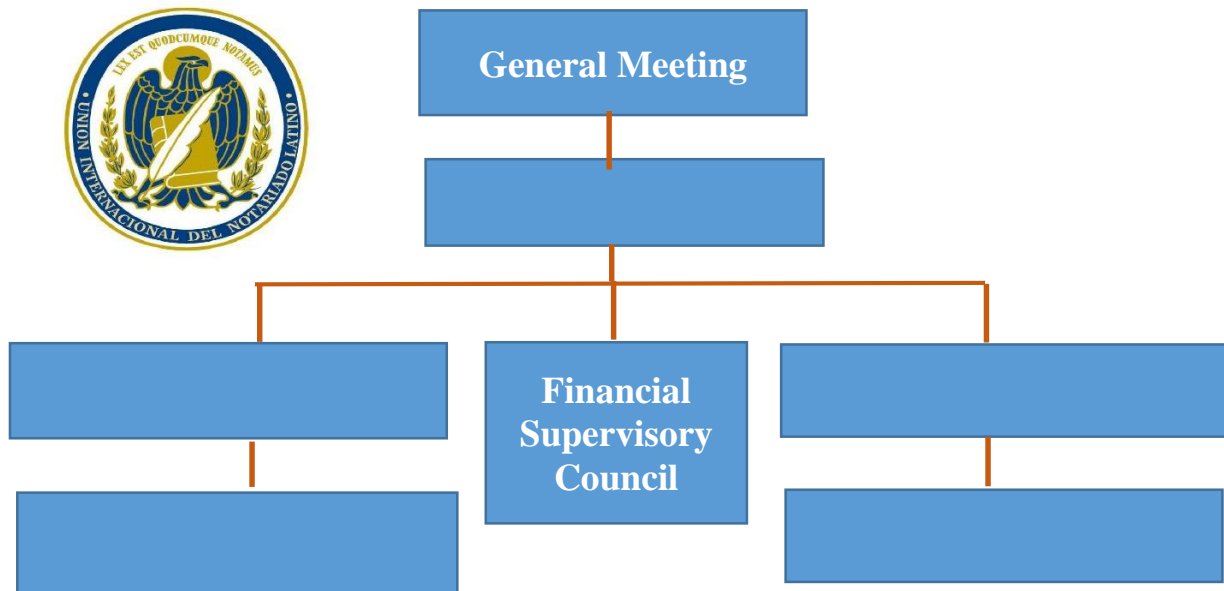 LEX EST QUODCUMQUE NOTAMUS
• UNION INTERNACIONAL DEL NOTARIADO LATINO •
General Meeting
Financial
Supervisory
Council